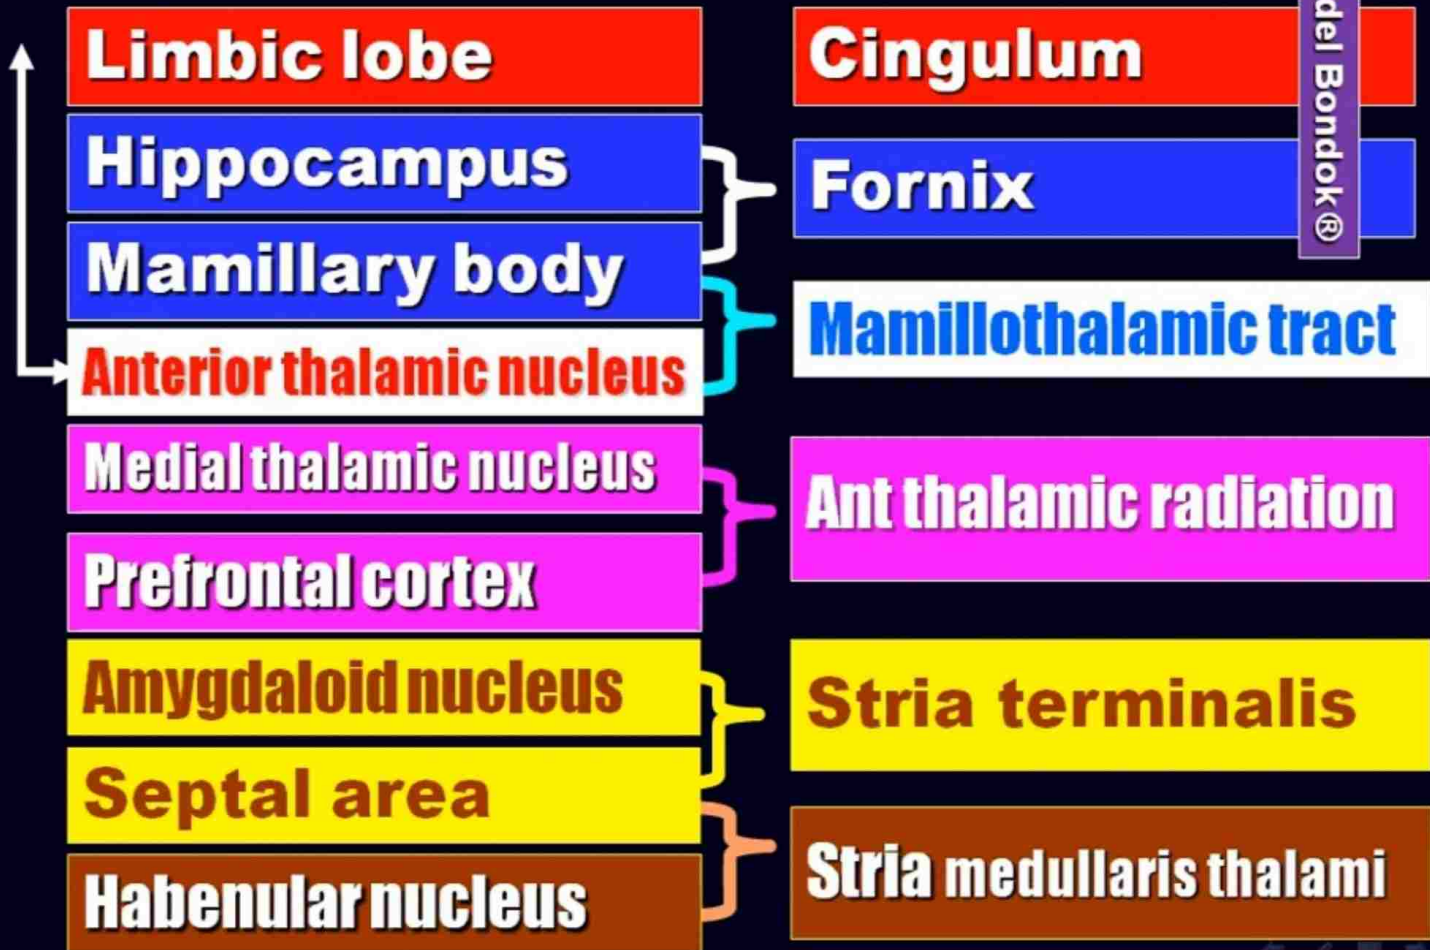 Limbic lobe
Cingulum
Hippocampus
Fornix
Mamillary body
Mamillothalamic tract
Anterior thalamic nucleus
Medial thalamic nucleus
Ant thalamic radiation
Prefrontal cortex
Amygdaloid nucleus
Stria terminalis
Septal area
Stria medullaris thalami
Habenular nucleus
del Bondok®